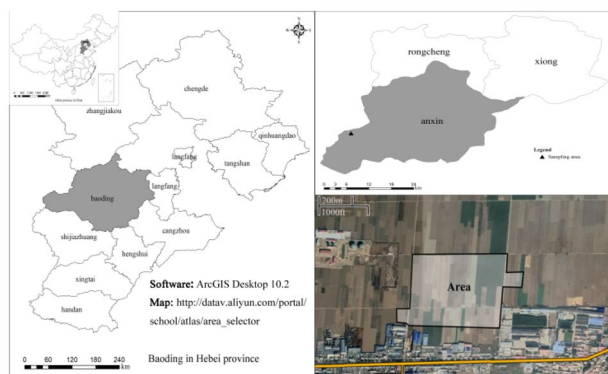 zhangjiakou
chengde
qinhuangdao
tangshan
langfang
langfang
baoding
cangzhou
shijiazhuang
hengshui
xingtai
handan
Software: ArcGIS Desktop 10.2
Map: http://datav.aliyun.com/portal/
school/atlas/area_selector
0 30 60 120 180 240
km
Baoding in Hebei province
rongcheng
xiong
anxin
Legend
Sampling area
km
200m
1000ft
Area